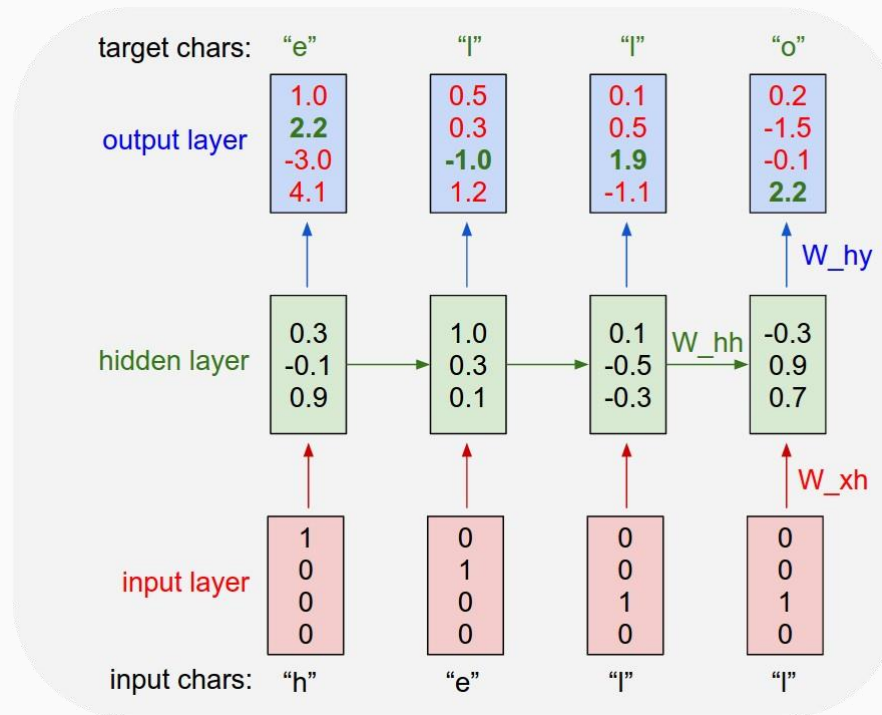 target chars: “e” “l” “l” “o”
1.0 0.5 0.1 0.2
output layer 2.2 0.3 0.5 -1.5
-3.0 -1.0 1.9 -0.1
4.1 1.2 -1.1 2.2
W_hy
0.3 1.0 0.1 W_hh -0.3
hidden layer -0.1 0.3 -0.5 0.9
0.9 0.1 -0.3 0.7
W_xh
1 0 0 0
input layer 0 1 0 0
0 0 1 1
0 0 0 0
input chars: “h” “e” “l” “l”